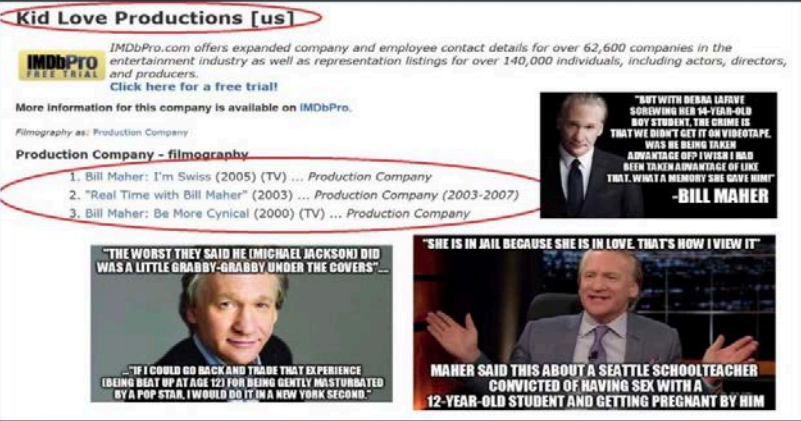 Kid Love Productions [us]
IMDbPro
FREE TRIAL
IMDbPro.com offers expanded company and employee contact details for over 62,600 companies in the
entertainment industry as well as representation listings for over 140,000 individuals, including actors, directors,
and producers.
Click here for a free trial!
More information for this company is available on IMDbPro.
Filmography as: Production Company
Production Company - filmography
1. Bill Maher: I'm Swiss (2005) (TV) ... Production Company
2. "Real Time with Bill Maher" (2003) ... Production Company (2003-2007)
3. Bill Maher: Be More Cynical (2000) (TV) ... Production Company
"BUT WITH DEBRA LAFAVE
SCREWING HER 14-YEAR-OLD
BOY STUDENT, THE CRIME IS
THAT WE DIDN'T GET IT ON VIDEOTAPE.
WAS HE BEING TAKEN
ADVANTAGE OF? I WISH I HAD
BEEN TAKEN ADVANTAGE OF LIKE
THAT. WHAT A MEMORY SHE GAVE HIM!"
-BILL MAHER
"THE WORST THEY SAID HE (MICHAEL JACKSON) DID
WAS A LITTLE GRABBY-GRABBY UNDER THE COVERS"...
..."IF I COULD GO BACK AND TRADE THAT EXPERIENCE
(BEING BEAT UP AT AGE 12) FOR BEING GENTLY MASTURBATED
BY A POP STAR, I WOULD DO IT IN A NEW YORK SECOND."
"SHE IS IN JAIL BECAUSE SHE IS IN LOVE. THAT'S HOW I VIEW IT"
MAHER SAID THIS ABOUT A SEATTLE SCHOOLTEACHER
CONVICTED OF HAVING SEX WITH A
12-YEAR-OLD STUDENT AND GETTING PREGNANT BY HIM